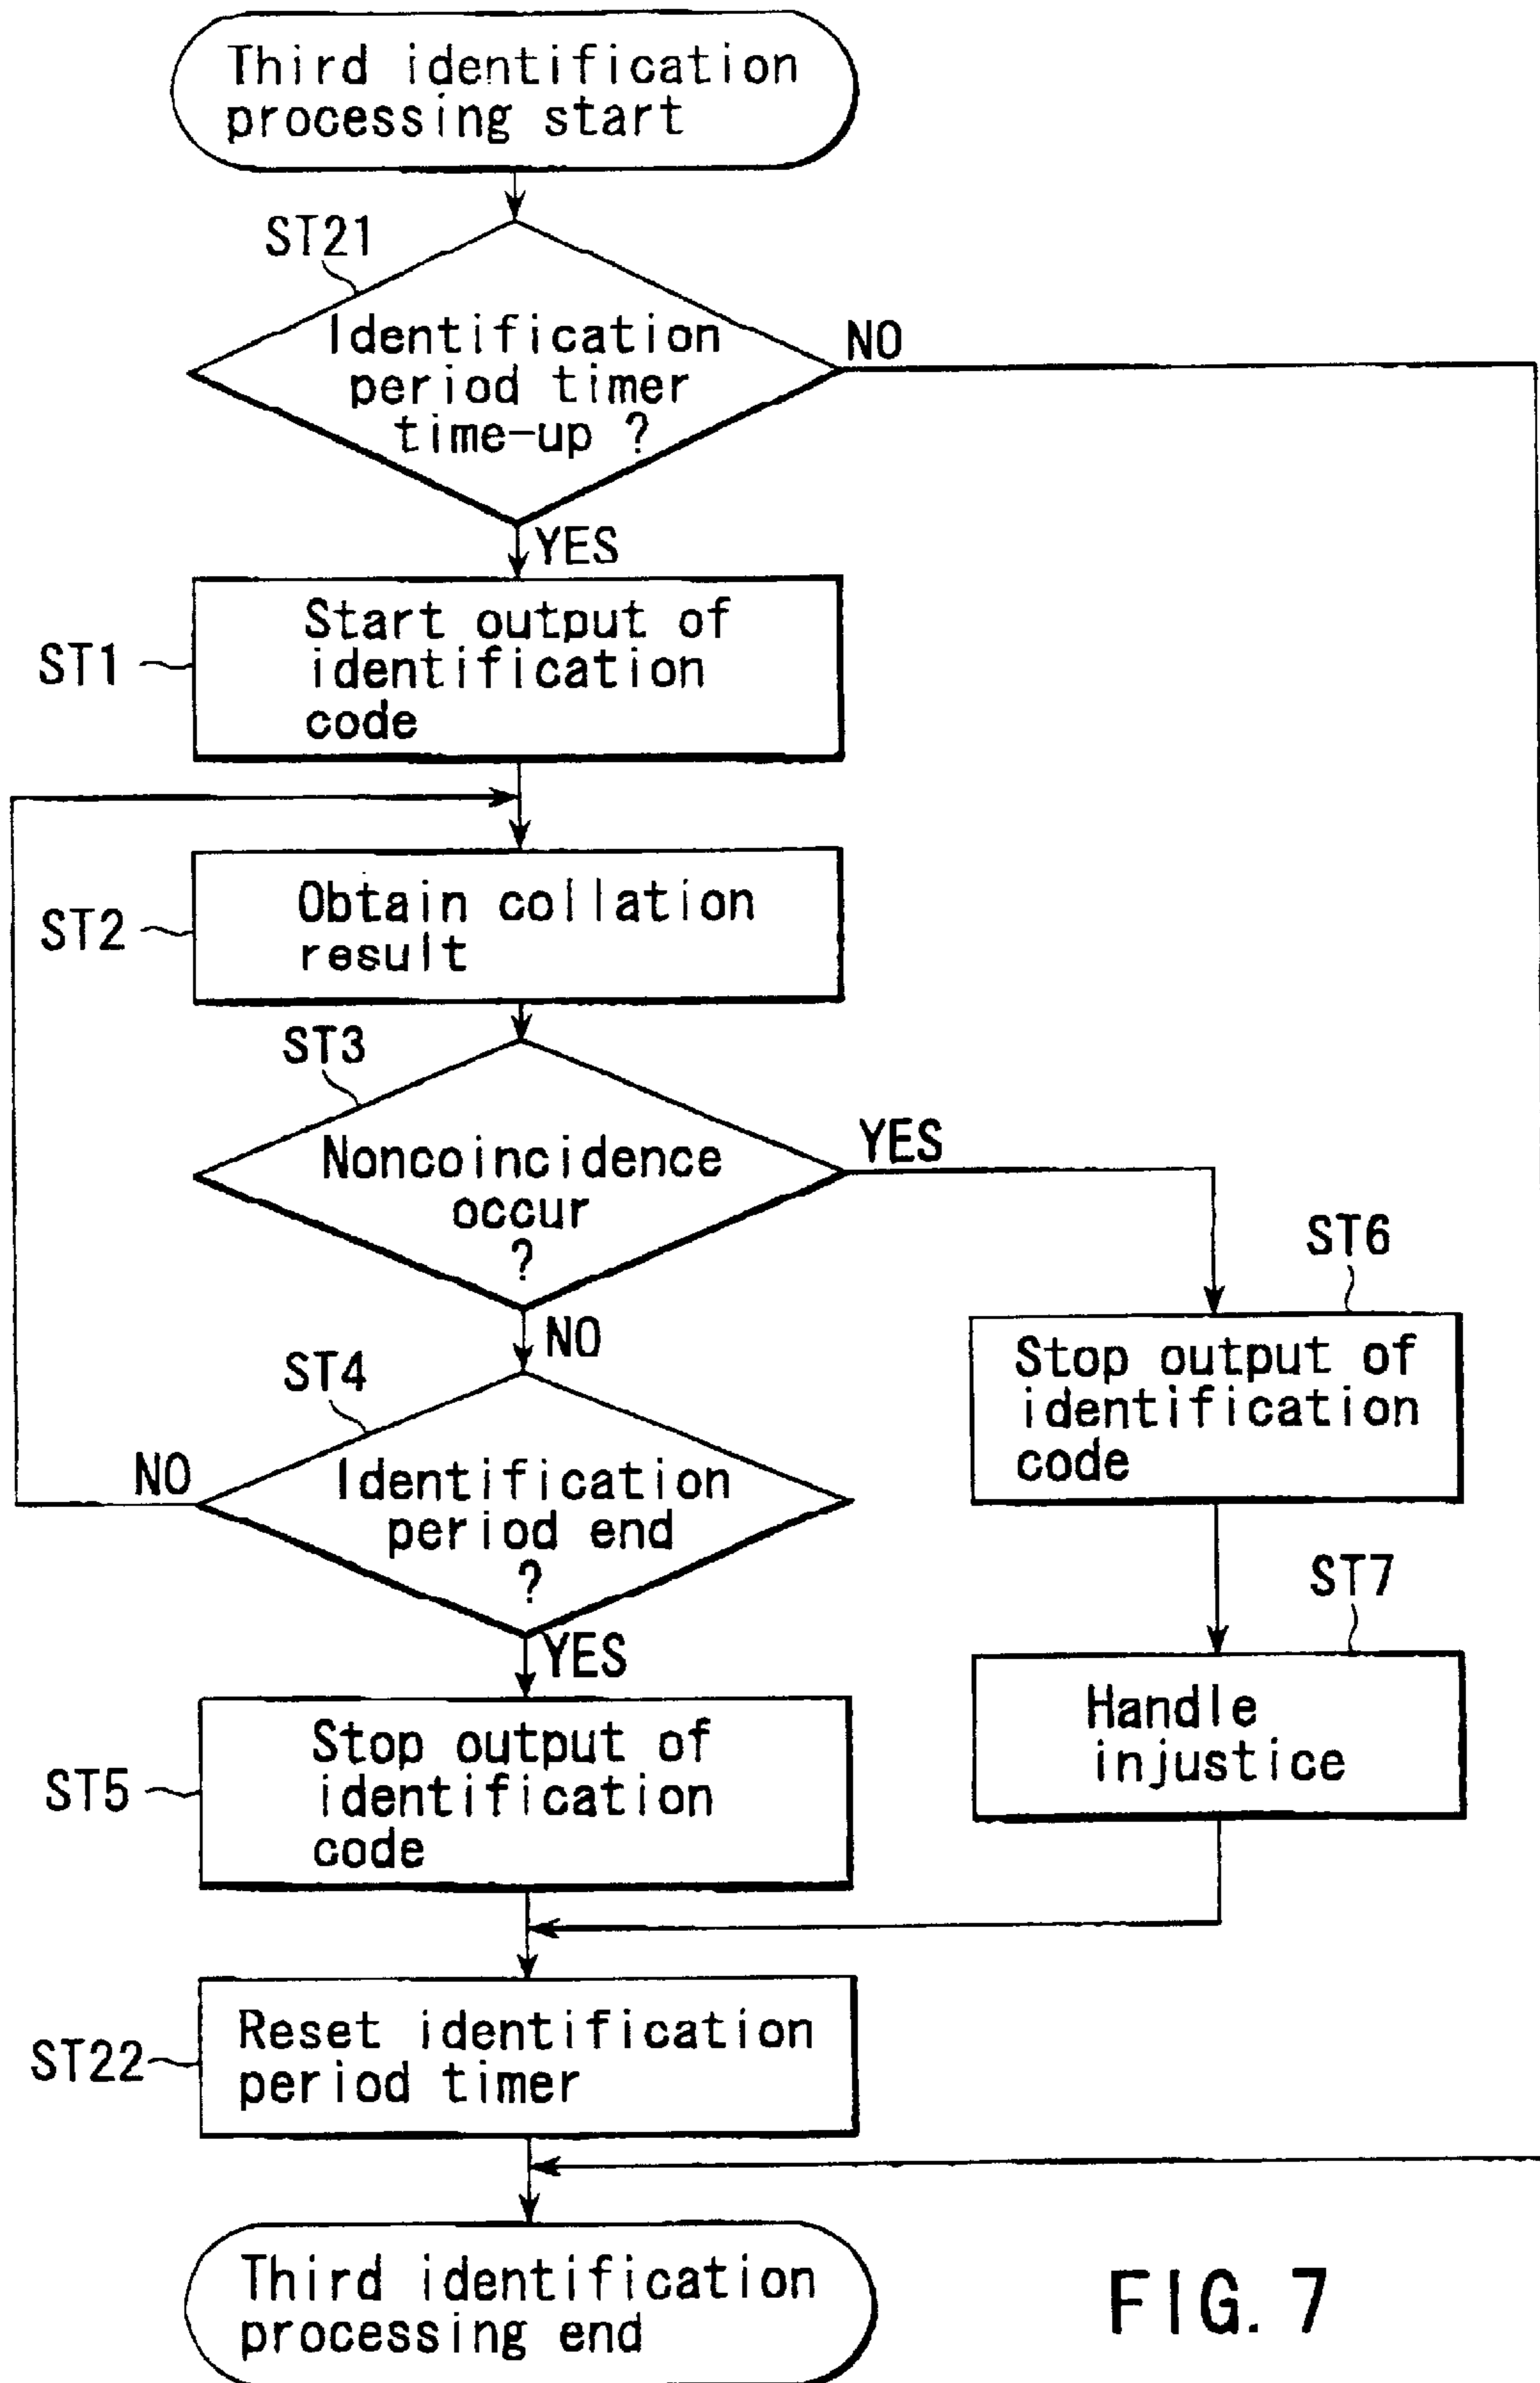 Third identification
processing start
ST21
Identification
period timer
time-up ?
NO
YES
ST1
Start output of
identification
code
ST2
Obtain collation
result
ST3
Noncoincidence
occur
?
YES
NO
ST6
Stop output of
identification
code
ST4
Identification
period end
?
NO
YES
ST7
Handle
injustice
ST5
Stop output of
identification
code
ST22
Reset identification
period timer
Third identification
processing end
FIG. 7